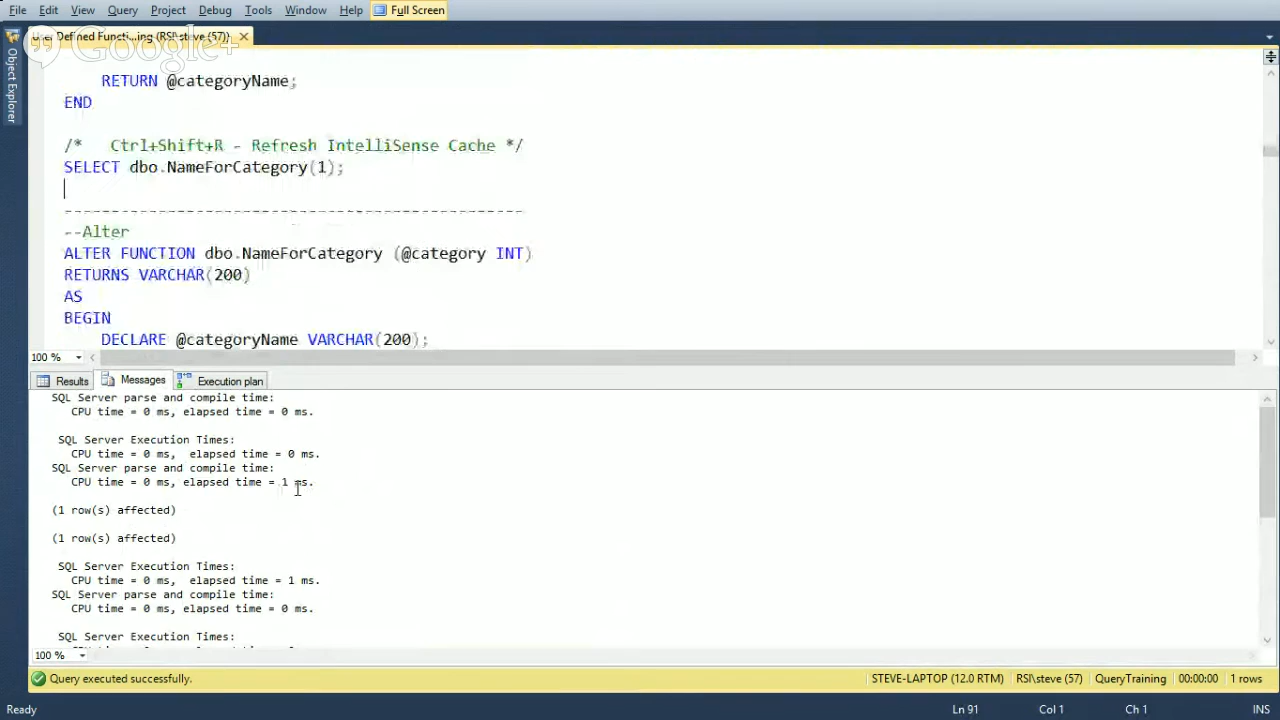 File Edit View Query Project Debug Tools Window Help Full Screen
User Defined Functi...ing (RSI\steve (57))
Google+
Object Explorer
RETURN @categoryName;
END
/* Ctrl+Shift+R - Refresh IntelliSense Cache */
SELECT dbo.NameForCategory(1);
--------------------------------------------------
--Alter
ALTER FUNCTION dbo.NameForCategory (@category INT)
RETURNS VARCHAR(200)
AS
BEGIN
DECLARE @categoryName VARCHAR(200);
100 %
Results Messages Execution plan
SQL Server parse and compile time:
CPU time = 0 ms, elapsed time = 0 ms.
SQL Server Execution Times:
CPU time = 0 ms, elapsed time = 0 ms.
SQL Server parse and compile time:
CPU time = 0 ms, elapsed time = 1 ms.
(1 row(s) affected)
(1 row(s) affected)
SQL Server Execution Times:
CPU time = 0 ms, elapsed time = 1 ms.
SQL Server parse and compile time:
CPU time = 0 ms, elapsed time = 0 ms.
SQL Server Execution Times:
100 %
Query executed successfully. STEVE-LAPTOP (12.0 RTM) RSI\steve (57) QueryTraining 00:00:00 1 rows
Ready Ln 91 Col 1 Ch 1 INS